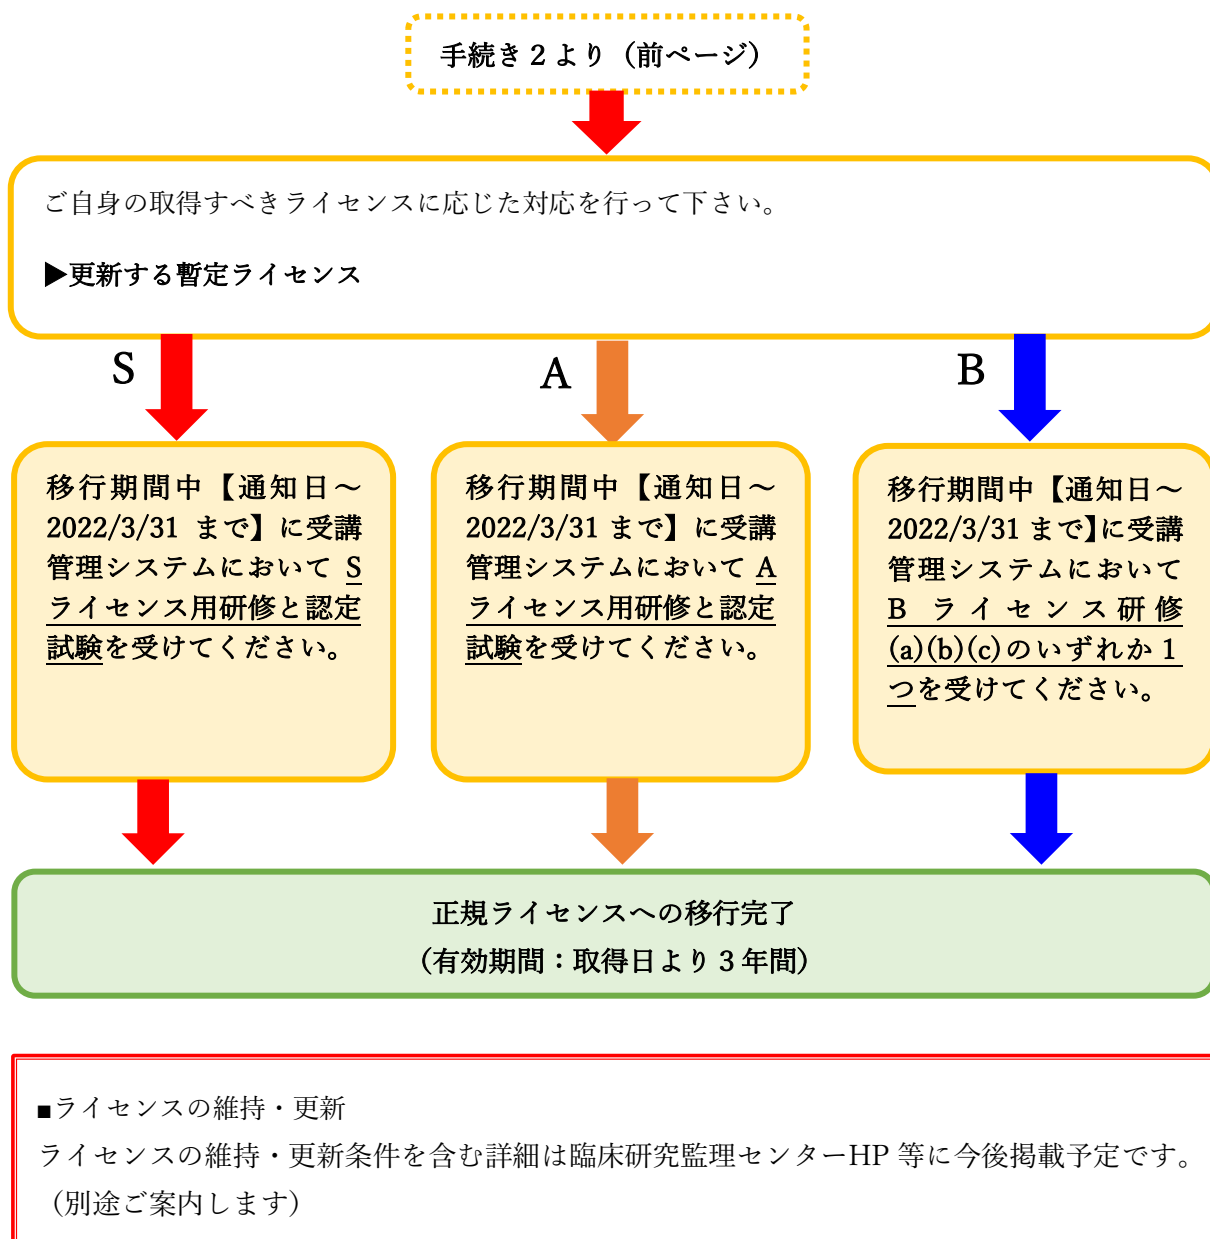 手続き２より（前ページ）
ご自身の取得すべきライセンスに応じた対応を行って下さい。
▶更新する暫定ライセンス
S
A
B
移行期間中【通知日～
2022/3/31 まで】に受講
管理システムにおいて S
ライセンス用研修と認定
試験を受けてください。
移行期間中【通知日～
2022/3/31 まで】に受講
管理システムにおいて A
ライセンス用研修と認定
試験を受けてください。
移行期間中【通知日～
2022/3/31 まで】に受講
管理システムにおいて
B ライセンス研修
(a)(b)(c)のいずれか 1
つを受けてください。
正規ライセンスへの移行完了
（有効期間：取得日より３年間）
■ライセンスの維持・更新
ライセンスの維持・更新条件を含む詳細は臨床研究監理センターHP 等に今後掲載予定です。
（別途ご案内します）